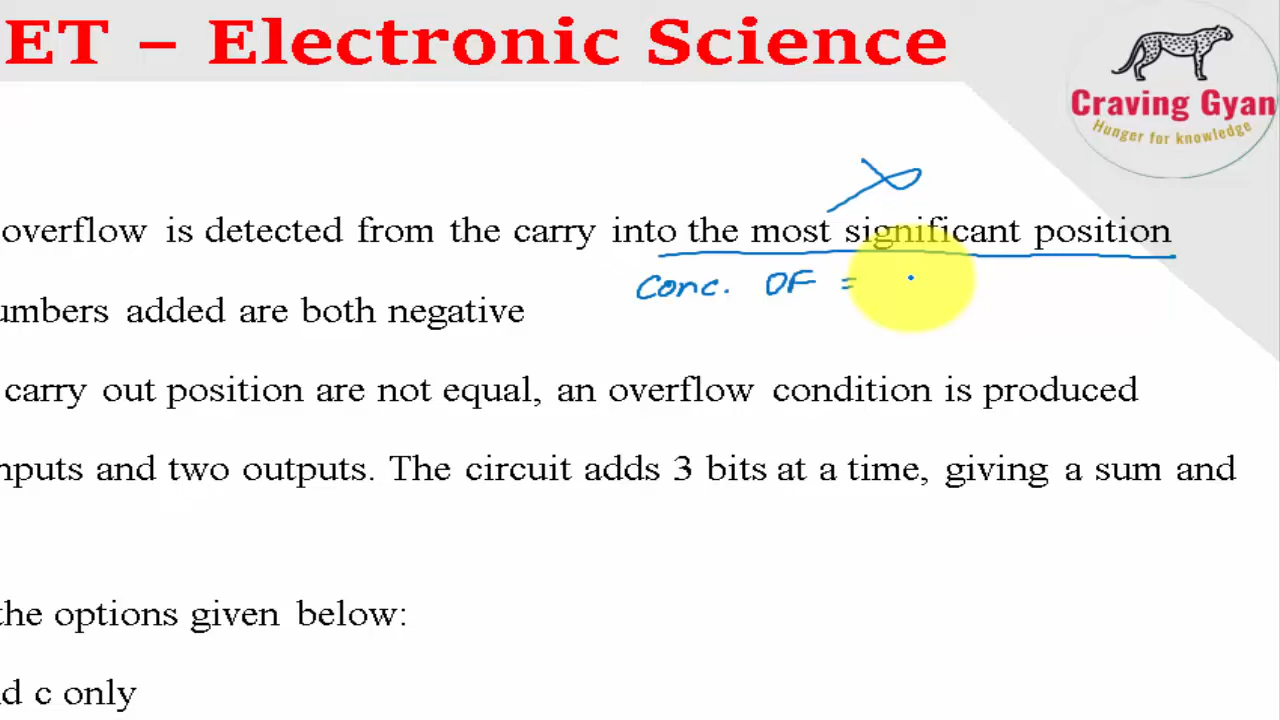 ET – Electronic Science
Craving Gyan
Hunger for knowledge
overflow is detected from the carry into the most significant position
Conc. OF =
umbers added are both negative
carry out position are not equal, an overflow condition is produced
nputs and two outputs. The circuit adds 3 bits at a time, giving a sum and
the options given below:
d c only